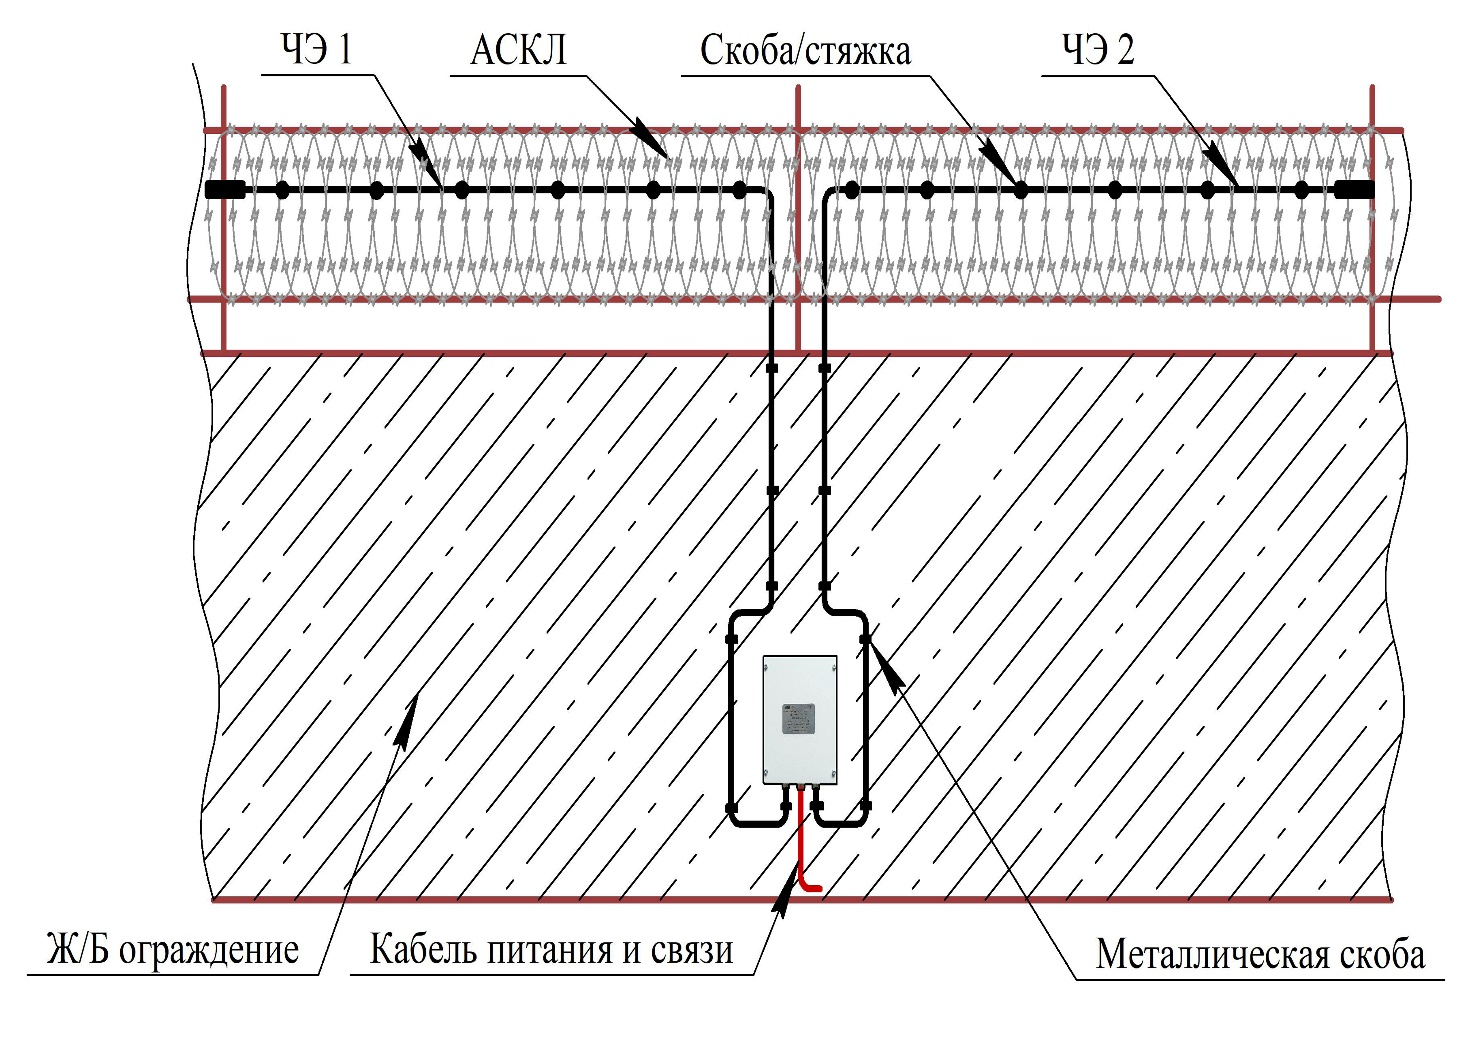 ЧЭ 1
АСКЛ
Скоба/стяжка
ЧЭ 2
Ж/Б ограждение
Кабель питания и связи
Металлическая скоба